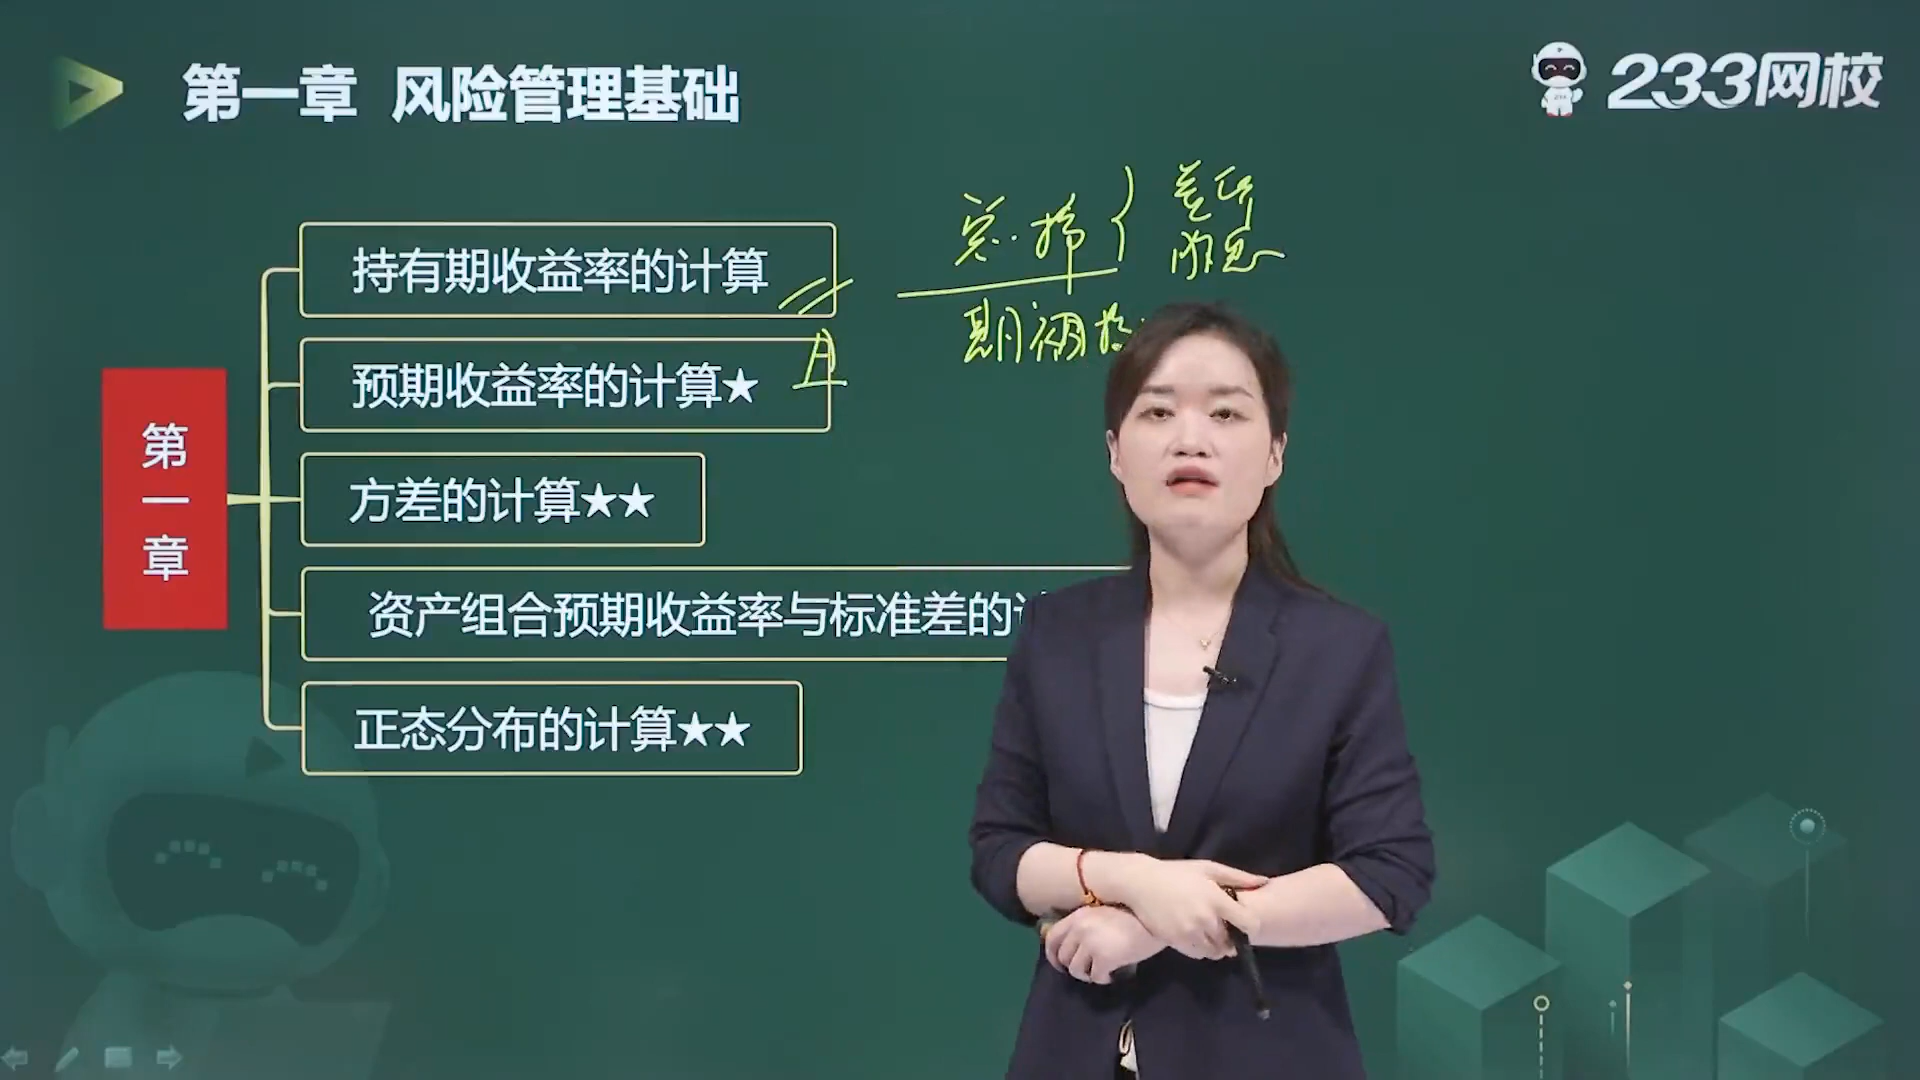 第一章 风险管理基础
233网校
持有期收益率的计算
预期收益率的计算★
方差的计算★★
资产组合预期收益率与标准差的
正态分布的计算★★
第一章
期初